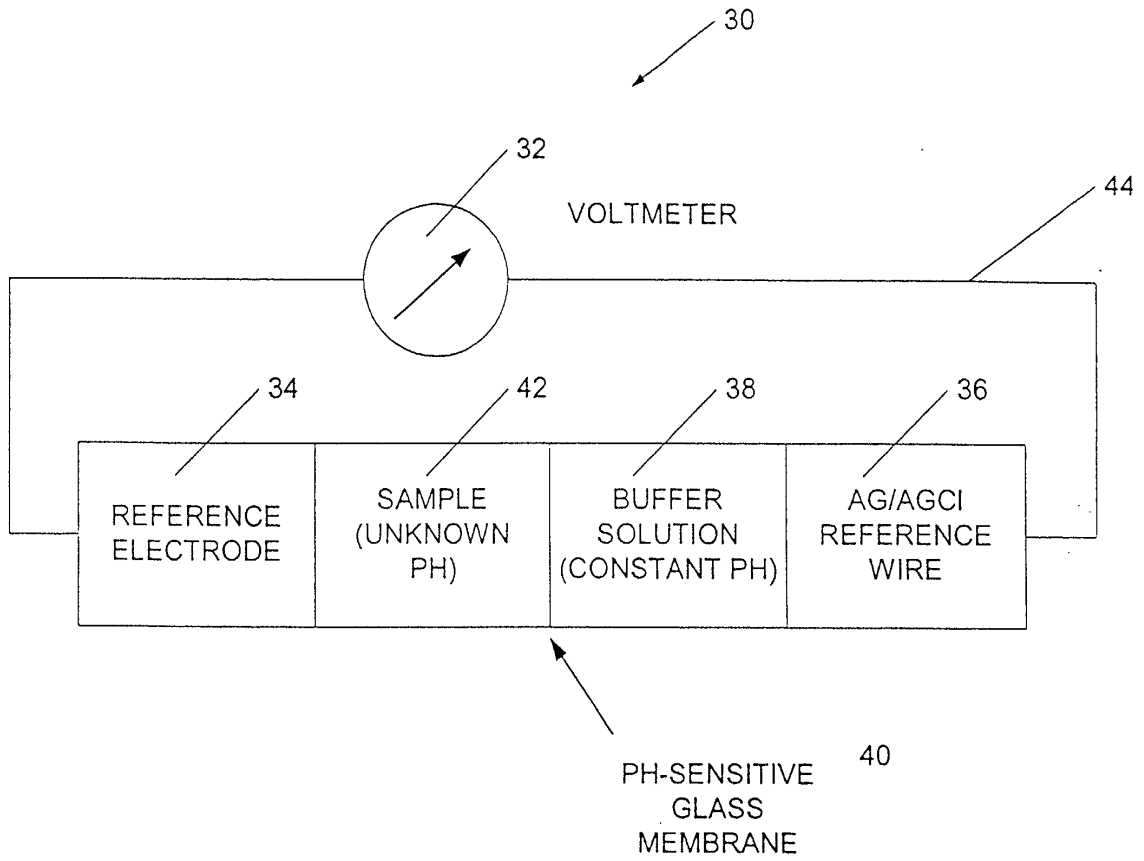 30
32
VOLTMETER
44
34
42
38
36
REFERENCE
ELECTRODE
SAMPLE
(UNKNOWN
PH)
BUFFER
SOLUTION
(CONSTANT PH)
AG/AGCI
REFERENCE
WIRE
40
PH-SENSITIVE
GLASS
MEMBRANE